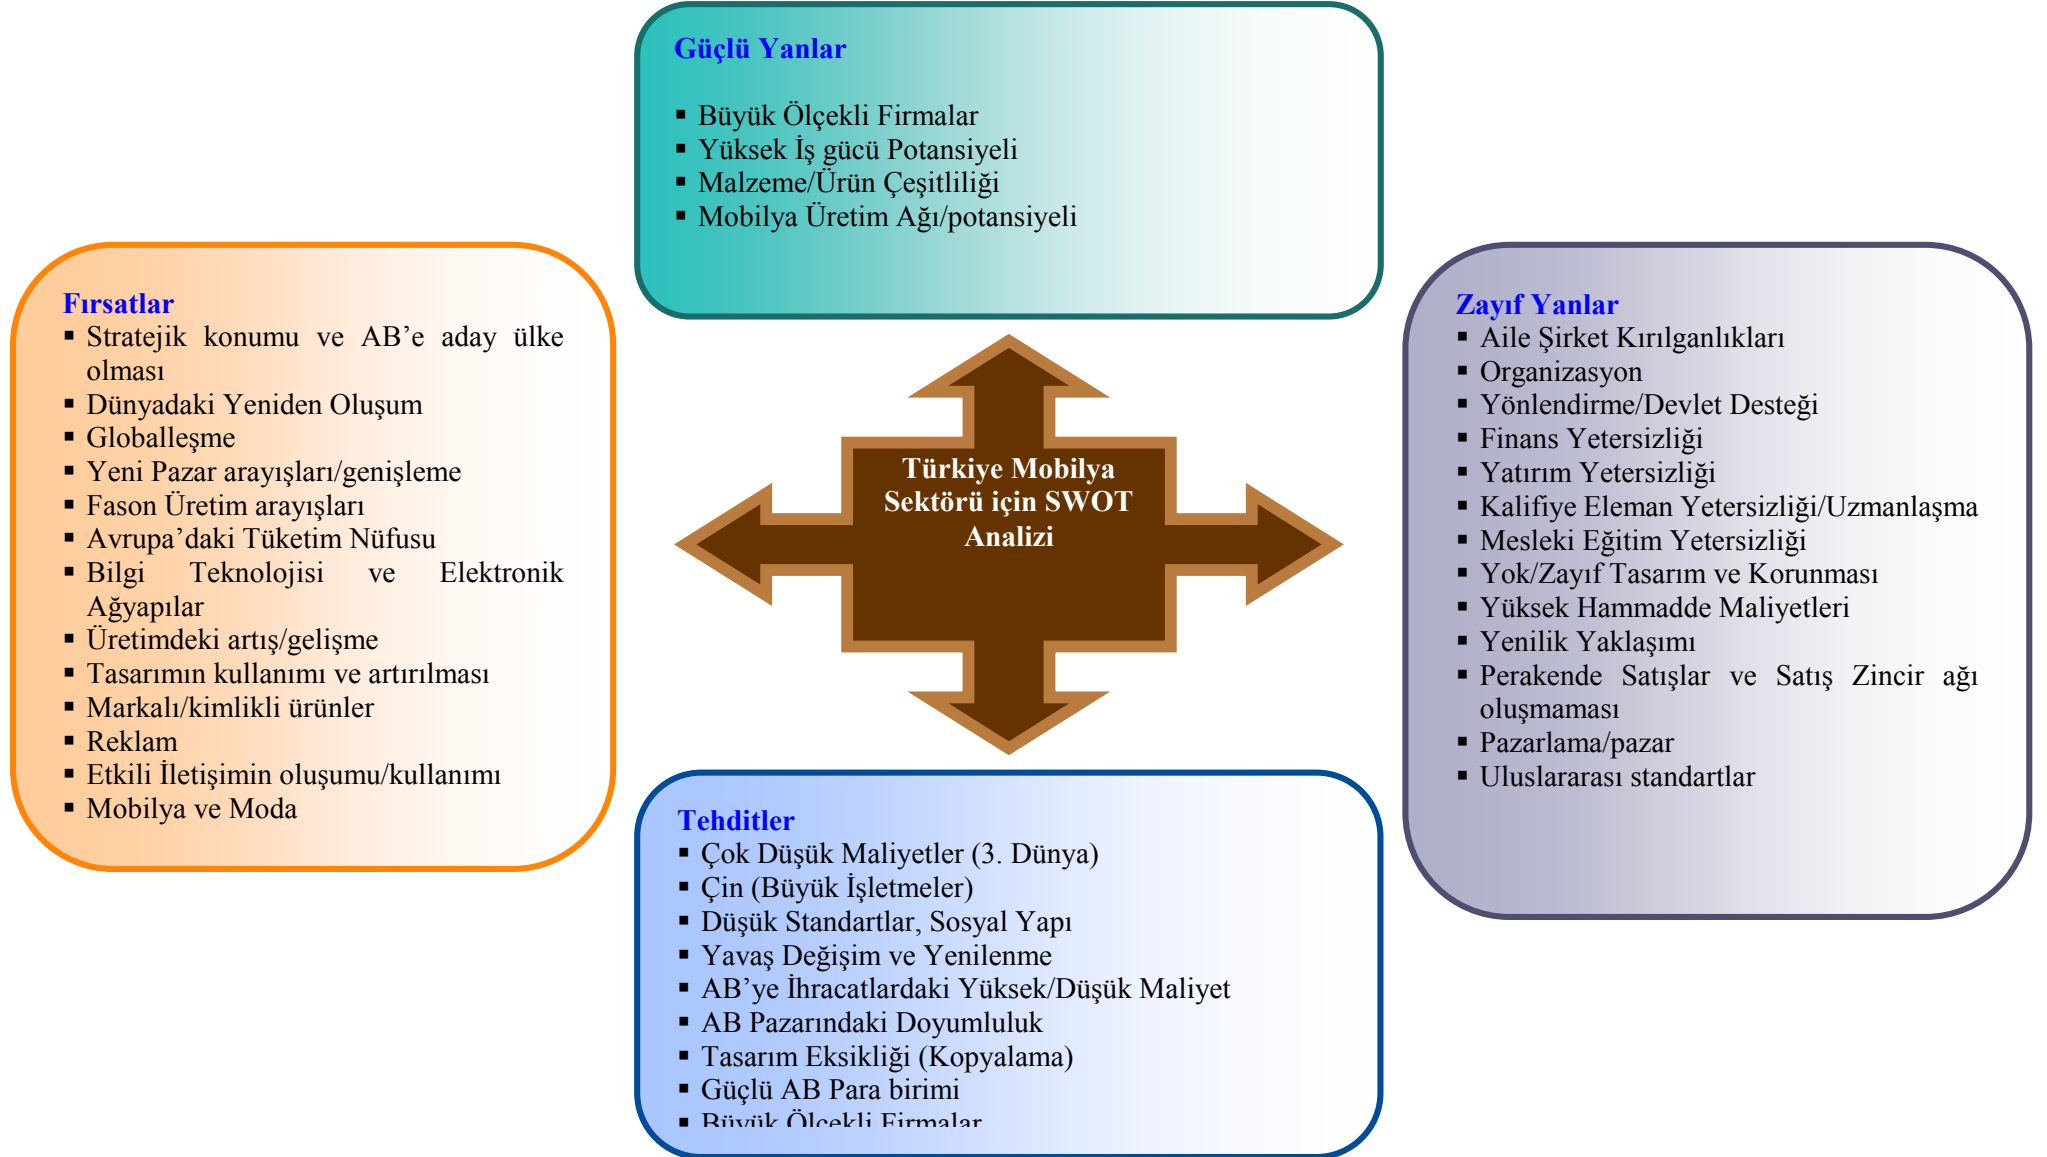 Güçlü Yanlar
▪ Büyük Ölçekli Firmalar
▪ Yüksek İş gücü Potansiyeli
▪ Malzeme/Ürün Çeşitliliği
▪ Mobilya Üretim Ağı/potansiyeli
Fırsatlar
▪ Stratejik konumu ve AB’e aday ülke
olması
▪ Dünyadaki Yeniden Oluşum
▪ Globalleşme
▪ Yeni Pazar arayışları/genişleme
▪ Fason Üretim arayışları
▪ Avrupa’daki Tüketim Nüfusu
▪ Bilgi Teknolojisi ve Elektronik
Ağyapılar
▪ Üretimdeki artış/gelişme
▪ Tasarımın kullanımı ve artırılması
▪ Markalı/kimlikli ürünler
▪ Reklam
▪ Etkili İletişimin oluşumu/kullanımı
▪ Mobilya ve Moda
Türkiye Mobilya
Sektörü için SWOT
Analizi
Zayıf Yanlar
▪ Aile Şirket Kırılganlıkları
▪ Organizasyon
▪ Yönlendirme/Devlet Desteği
▪ Finans Yetersizliği
▪ Yatırım Yetersizliği
▪ Kalifiye Eleman Yetersizliği/Uzmanlaşma
▪ Mesleki Eğitim Yetersizliği
▪ Yok/Zayıf Tasarım ve Korunması
▪ Yüksek Hammadde Maliyetleri
▪ Yenilik Yaklaşımı
▪ Perakende Satışlar ve Satış Zincir ağı
oluşmaması
▪ Pazarlama/pazar
▪ Uluslararası standartlar
Tehditler
▪ Çok Düşük Maliyetler (3. Dünya)
▪ Çin (Büyük İşletmeler)
▪ Düşük Standartlar, Sosyal Yapı
▪ Yavaş Değişim ve Yenilenme
▪ AB’ye İhracatlardaki Yüksek/Düşük Maliyet
▪ AB Pazarındaki Doyumluluk
▪ Tasarım Eksikliği (Kopyalama)
▪ Güçlü AB Para birimi
▪ Büyük Ölçekli Firmalar